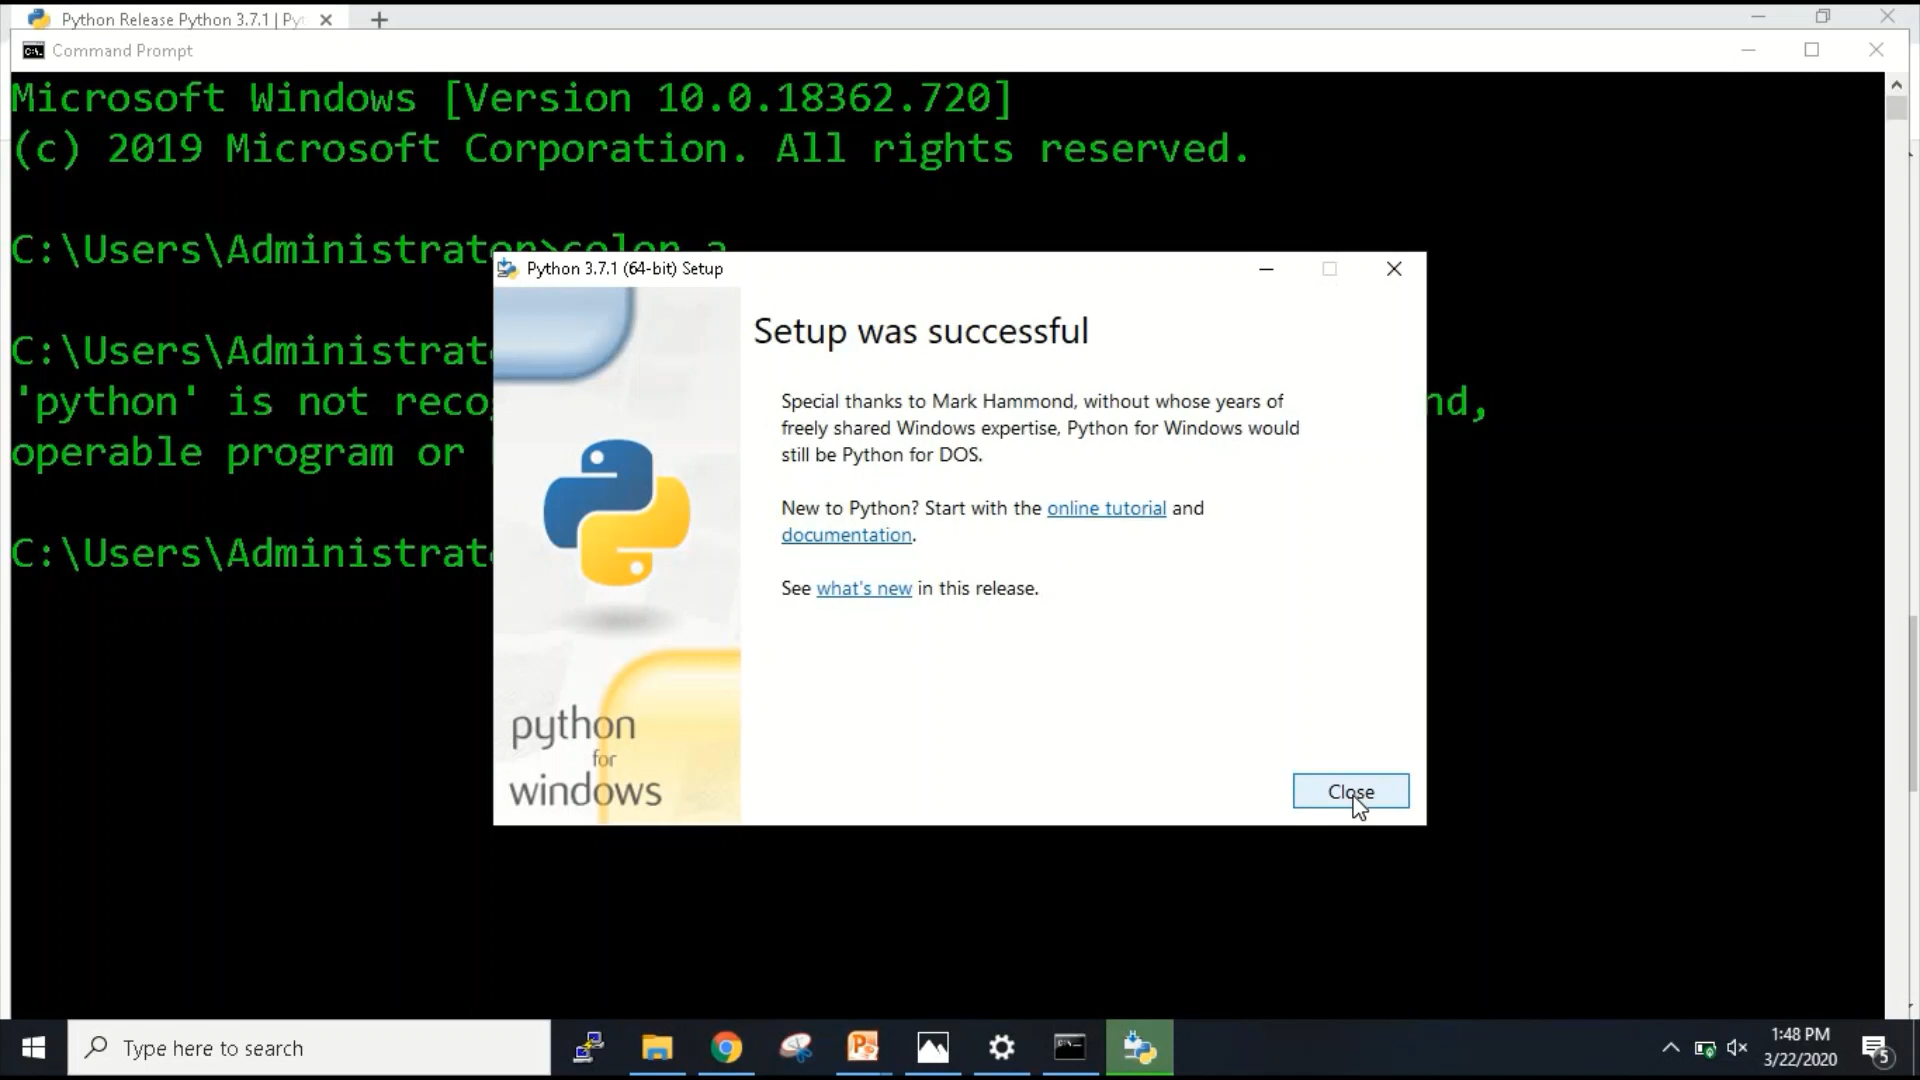 Python Release Python 3.7.1 | Pyt
Command Prompt
Microsoft Windows [Version 10.0.18362.720]
(c) 2019 Microsoft Corporation. All rights reserved.
C:\Users\Administrator>color a
C:\Users\Administrat
'python' is not reco
nd,
operable program or
C:\Users\Administrat
Python 3.7.1 (64-bit) Setup
Setup was successful
Special thanks to Mark Hammond, without whose years of
freely shared Windows expertise, Python for Windows would
still be Python for DOS.
New to Python? Start with the online tutorial and
documentation.
See what's new in this release.
python
for
windows
Close
Type here to search
1:48 PM
3/22/2020
5